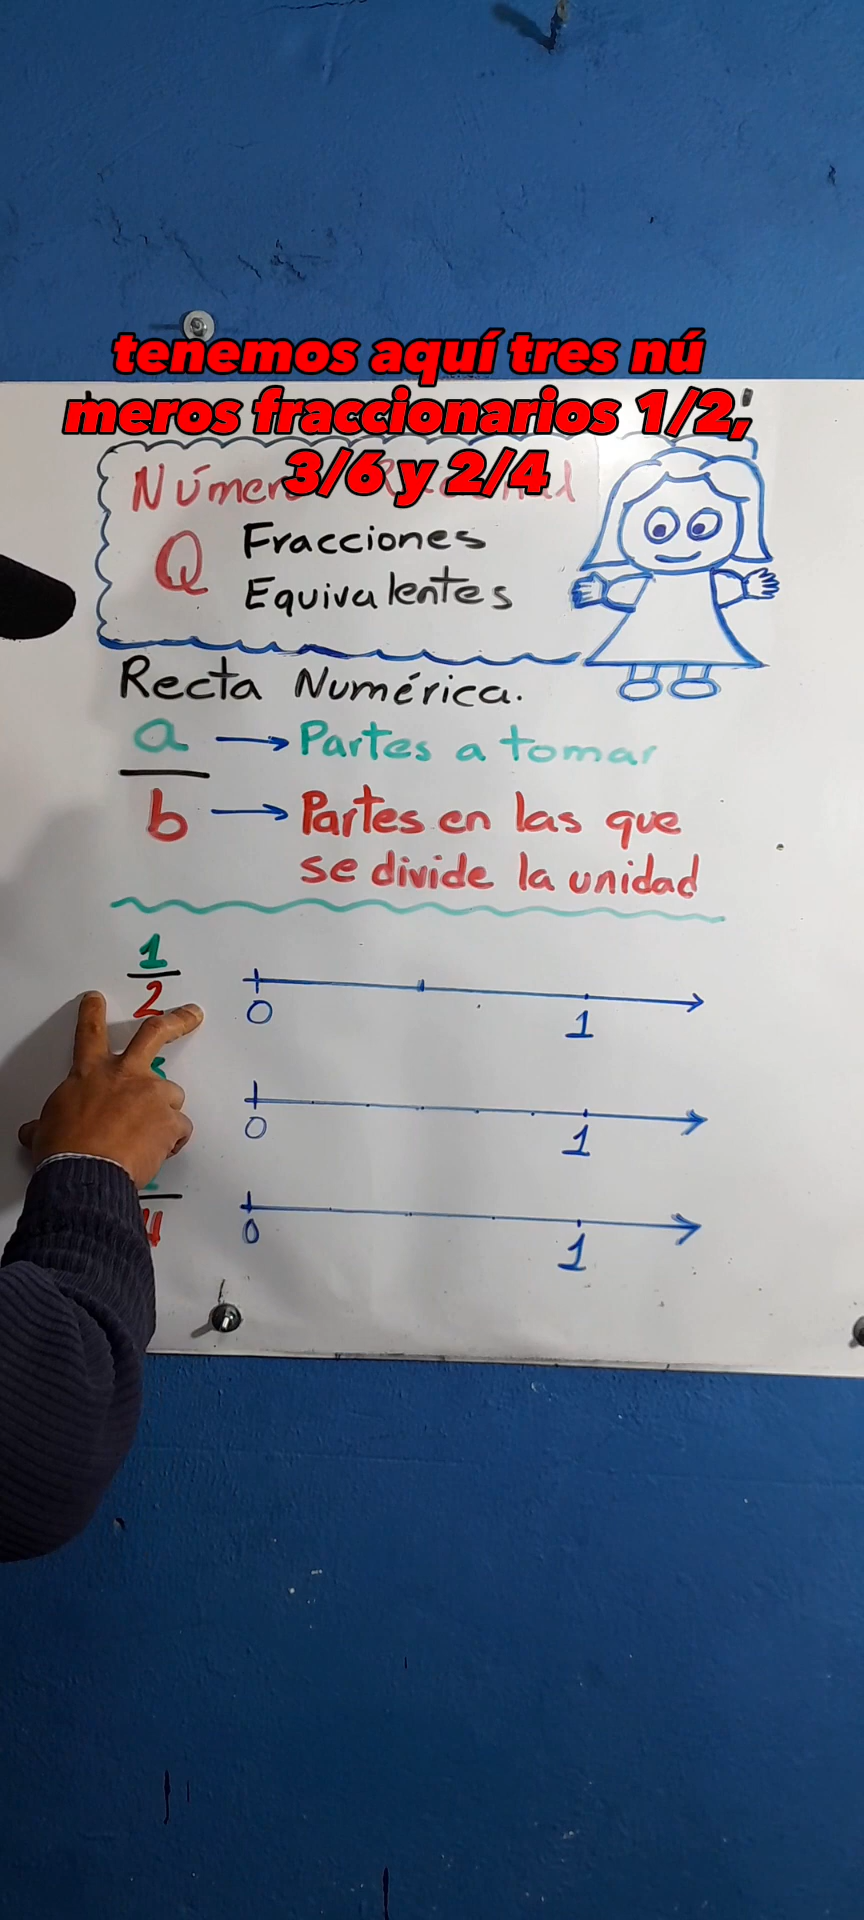 tenemos aquí tres nú
meros fraccionarios 1/2,
3/6 y 2/4
Q Fracciones
Equivalentes
Recta Numérica.
a → Partes a tomar
b → Partes en las que
se divide la unidad
1
2
0 1
0 1
4
0 1